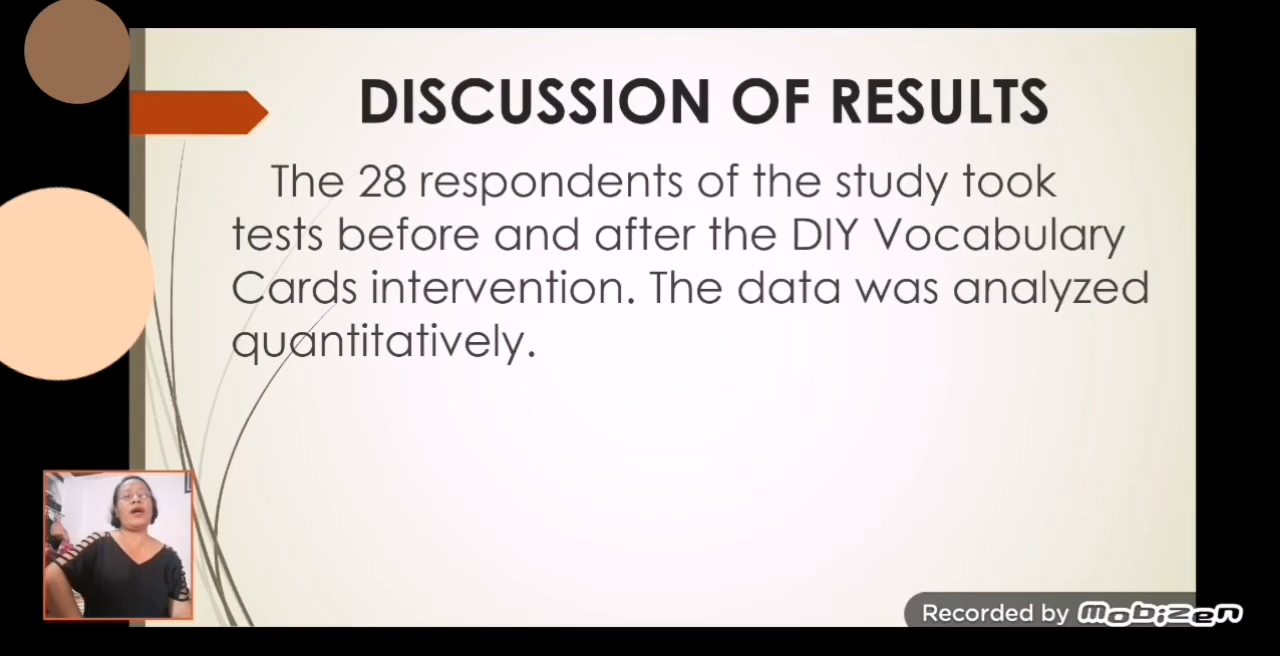 DISCUSSION OF RESULTS
The 28 respondents of the study took
tests before and after the DIY Vocabulary
Cards intervention. The data was analyzed
quantitatively.
Recorded by Mobizen